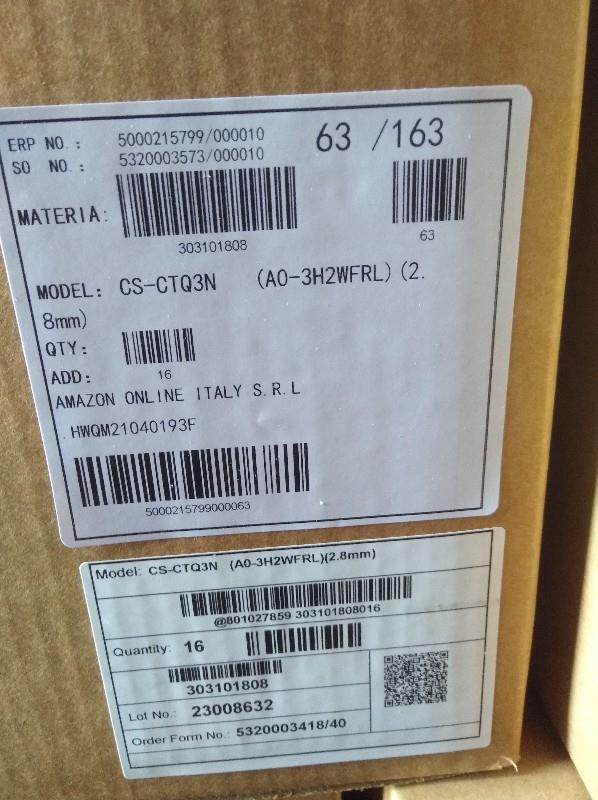 ERP NO.: 5000215799/000010 63 /163
SO NO.: 5320003573/000010
MATERIA:
303101808
63
MODEL: CS-CTQ3N (A0-3H2WFRL)(2.
8mm)
QTY:
16
ADD:
AMAZON ONLINE ITALY S.R.L
.HWQM21040193F
5000215799000063
Model: CS-CTQ3N (A0-3H2WFRL)(2.8mm)
@801027859 303101808016
Quantity: 16
303101808
Lot No.: 23008632
Order Form No.: 5320003418/40